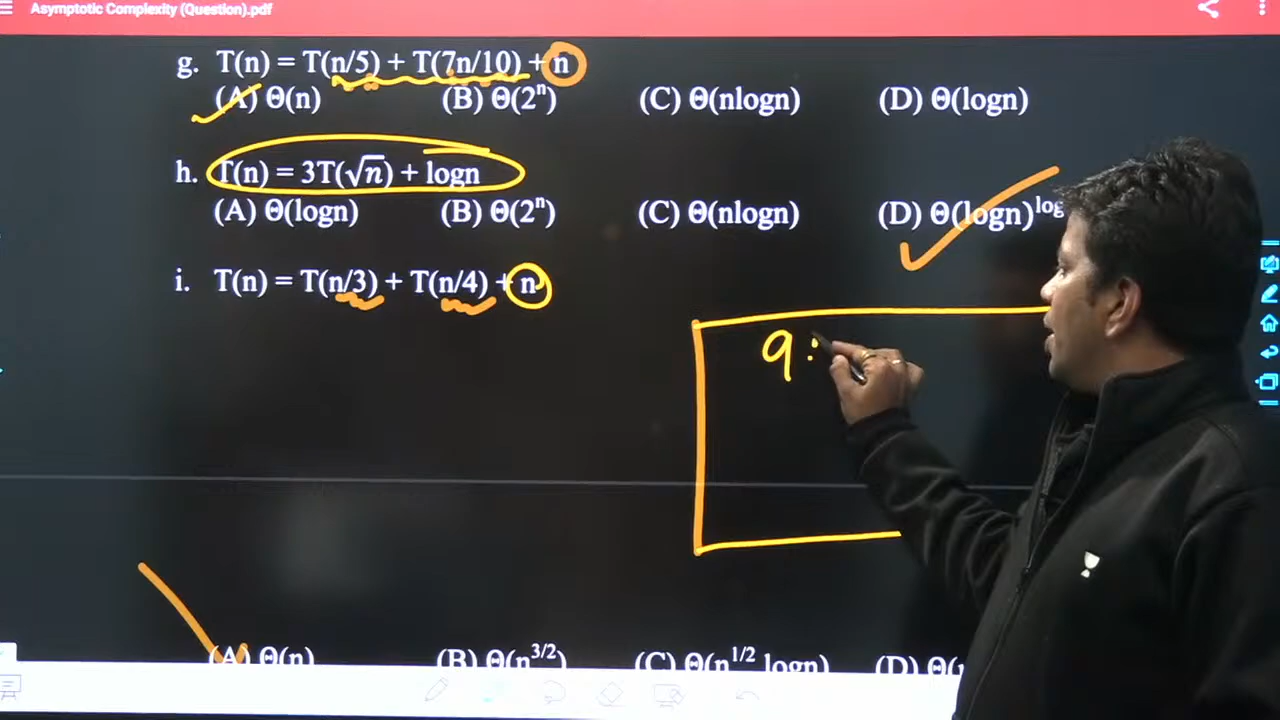 Asymptotic Complexity (Question).pdf
g. T(n) = T(n/5) + T(7n/10) + n
(A) Θ(n) (B) Θ(2ⁿ) (C) Θ(nlogn) (D) Θ(logn)
h. T(n) = 3T(√n) + logn
(A) Θ(logn) (B) Θ(2ⁿ) (C) Θ(nlogn) (D) Θ(logn)^log
i. T(n) = T(n/3) + T(n/4) + n
9:
(A) Θ(n) (B) Θ(n^3/2) (C) Θ(n^1/2 logn) (D) Θ(